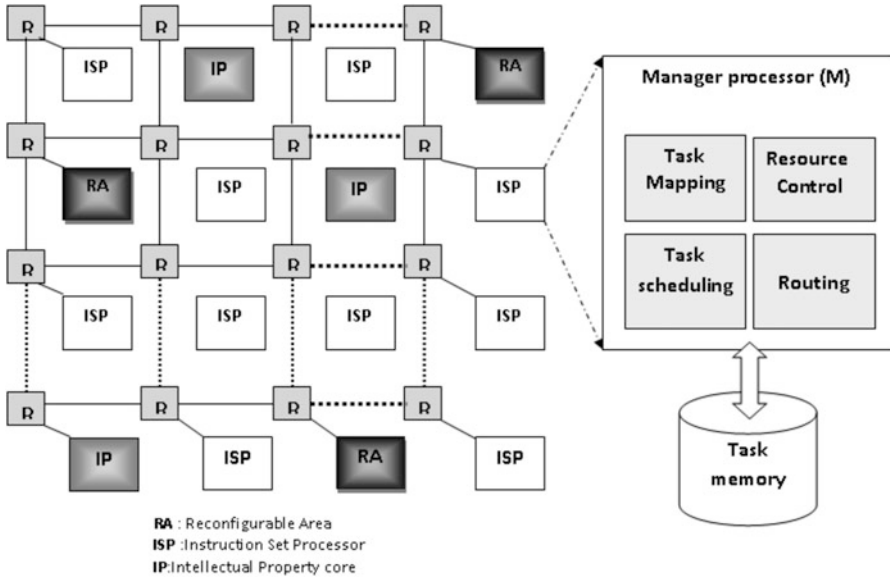 R R R R
ISP IP ISP RA
R R R R
RA ISP IP ISP
R R R R
ISP ISP ISP ISP
R R R R
IP ISP RA ISP
Manager processor (M)
Task
Mapping
Resource
Control
Task
scheduling
Routing
Task
memory
RA : Reconfigurable Area
ISP :Instruction Set Processor
IP:Intellectual Property core